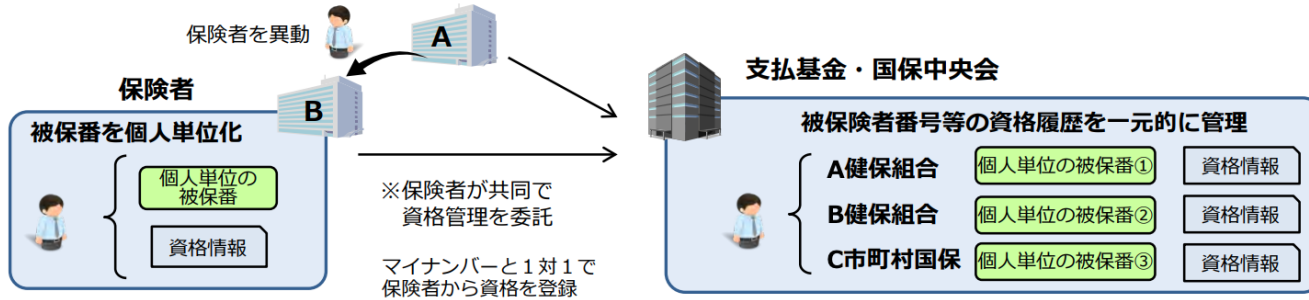 保険者を異動
A
B
保険者
被保番を個人単位化
個人単位の
被保番
資格情報
※保険者が共同で
資格管理を委託
マイナンバーと１対１で
保険者から資格を登録
支払基金・国保中央会
被保険者番号等の資格履歴を一元的に管理
A健保組合 個人単位の被保番① 資格情報
B健保組合 個人単位の被保番② 資格情報
C市町村国保 個人単位の被保番③ 資格情報